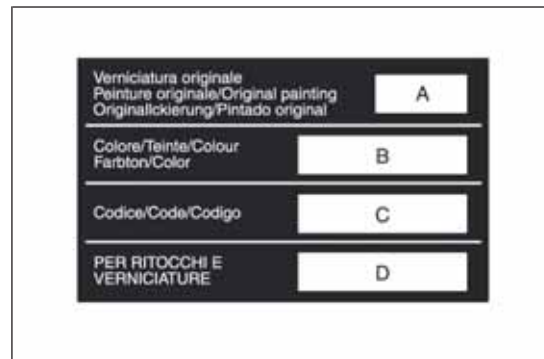 Verniciatura originale
Peinture originale/Original painting
Originallckierung/Pintado original
A
Colore/Teinte/Colour
Farbton/Color
B
Codice/Code/Codigo
C
PER RITOCCHI E
VERNICIATURE
D